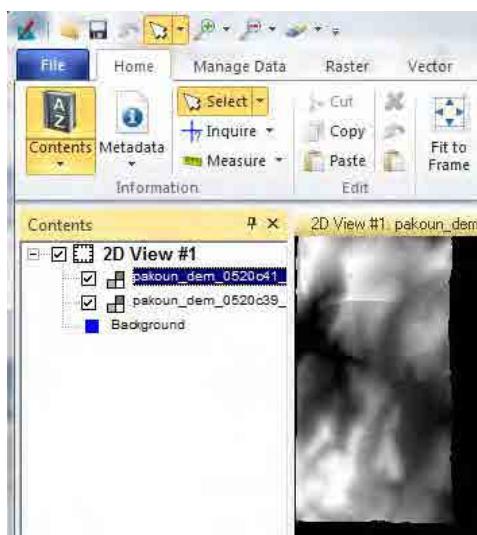 File Home Manage Data Raster Vector
Contents
Metadata
Select
Inquire
Measure
Information
Cut
Copy
Paste
Edit
Fit to
Frame
Contents
2D View #1
pakoun_dem_0520c41_
pakoun_dem_0520c39_
Background
2D View #1: pakoun_dem